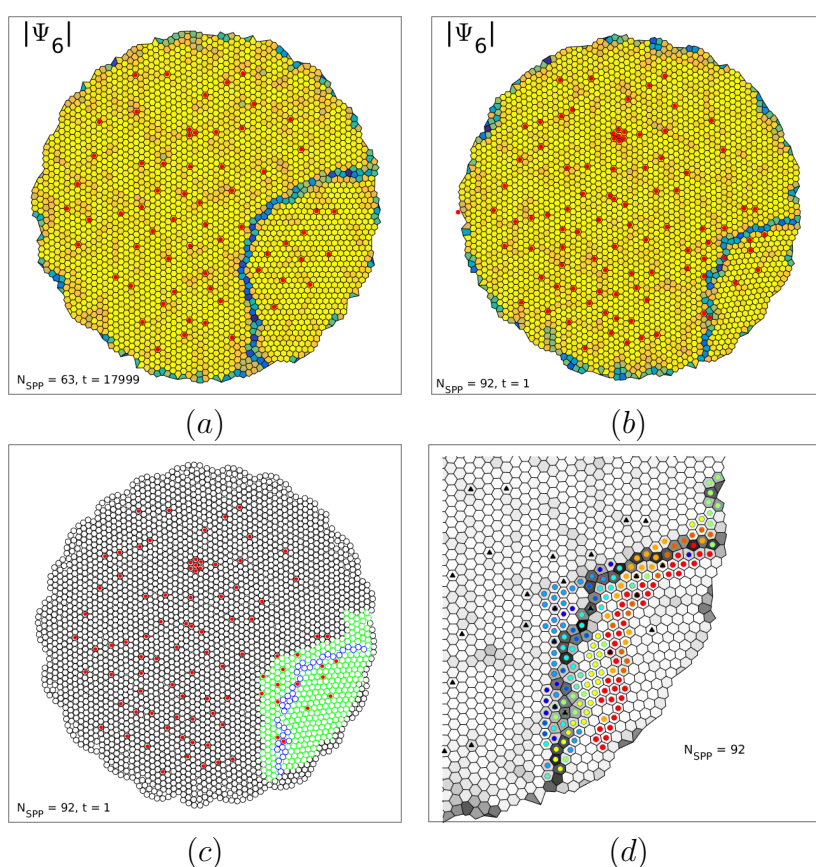 |Ψ₆|
N_SPP = 63, t = 17999
(a)
|Ψ₆|
N_SPP = 92, t = 1
(b)
N_SPP = 92, t = 1
(c)
N_SPP = 92
(d)